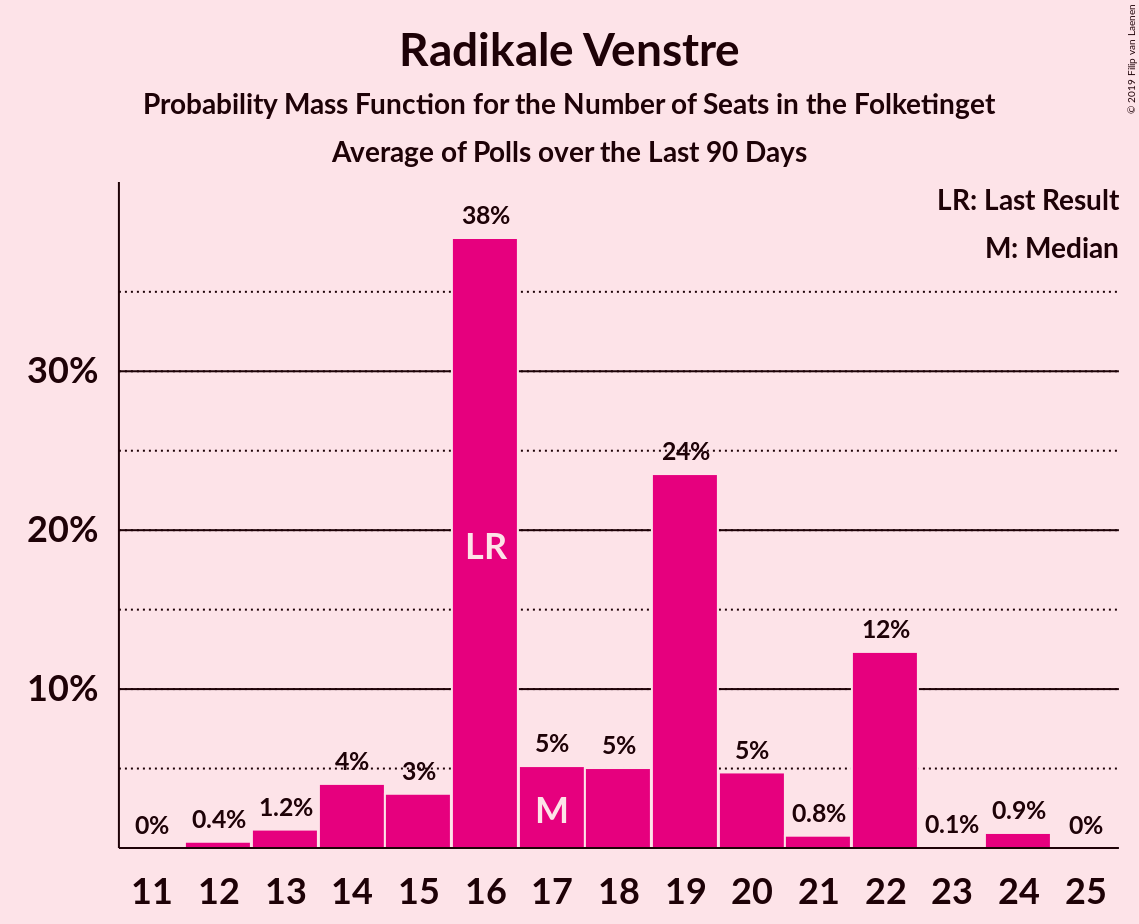 Radikale Venstre
Probability Mass Function for the Number of Seats in the Folketinget
Average of Polls over the Last 90 Days
© 2019 Filip van Laenen
LR: Last Result
M: Median
30%
20%
10%
0%
0.4%
1.2%
4%
3%
38%
5%
5%
24%
5%
0.8%
12%
0.1%
0.9%
0%
LR
M
11 12 13 14 15 16 17 18 19 20 21 22 23 24 25